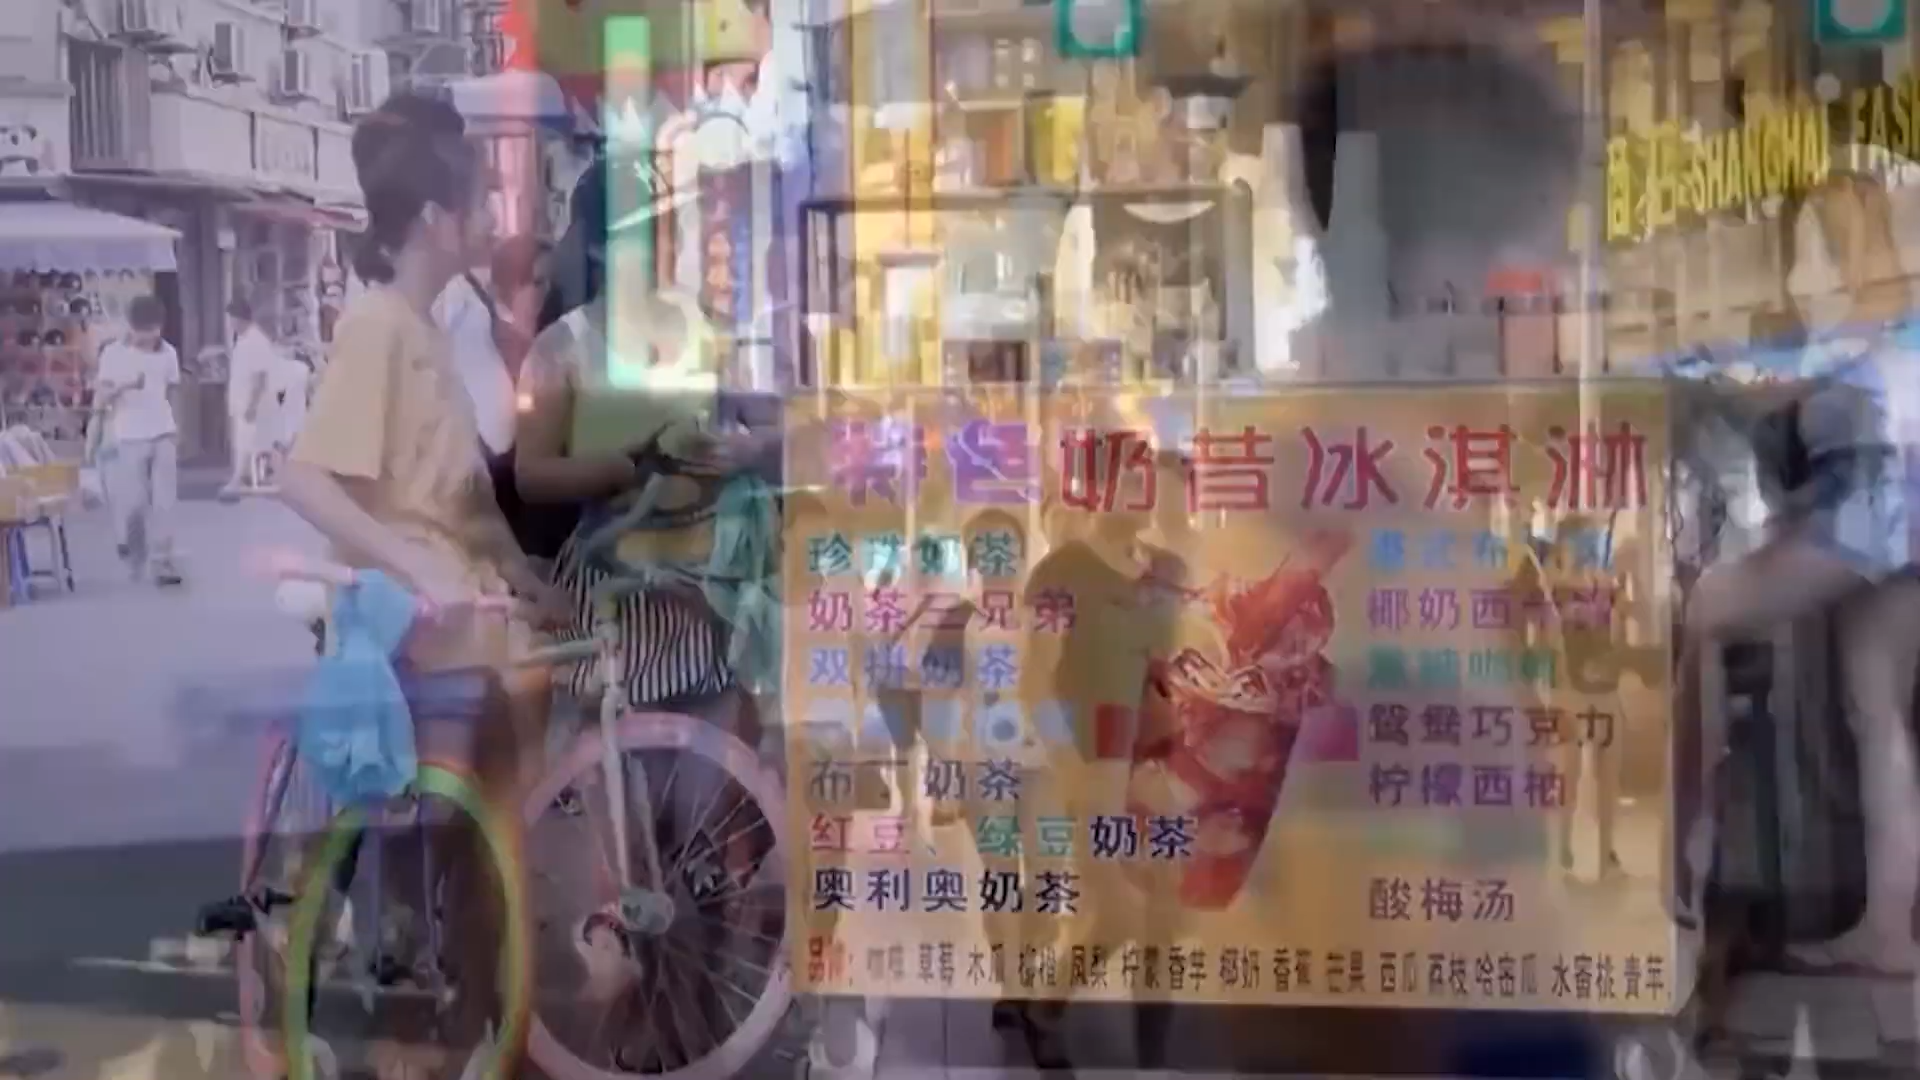 SHANGHAI
特色奶昔冰淇淋
珍珠奶茶
奶茶三兄弟
双拼奶茶
布丁奶茶
红豆、绿豆奶茶
奥利奥奶茶
椰奶西米
鸳鸯巧克力
柠檬西柚
酸梅汤
草莓 木瓜 柳橙 凤梨 柠檬 香芋 椰奶 香蕉 芒果 西瓜 荔枝 哈密瓜 水蜜桃 青苹